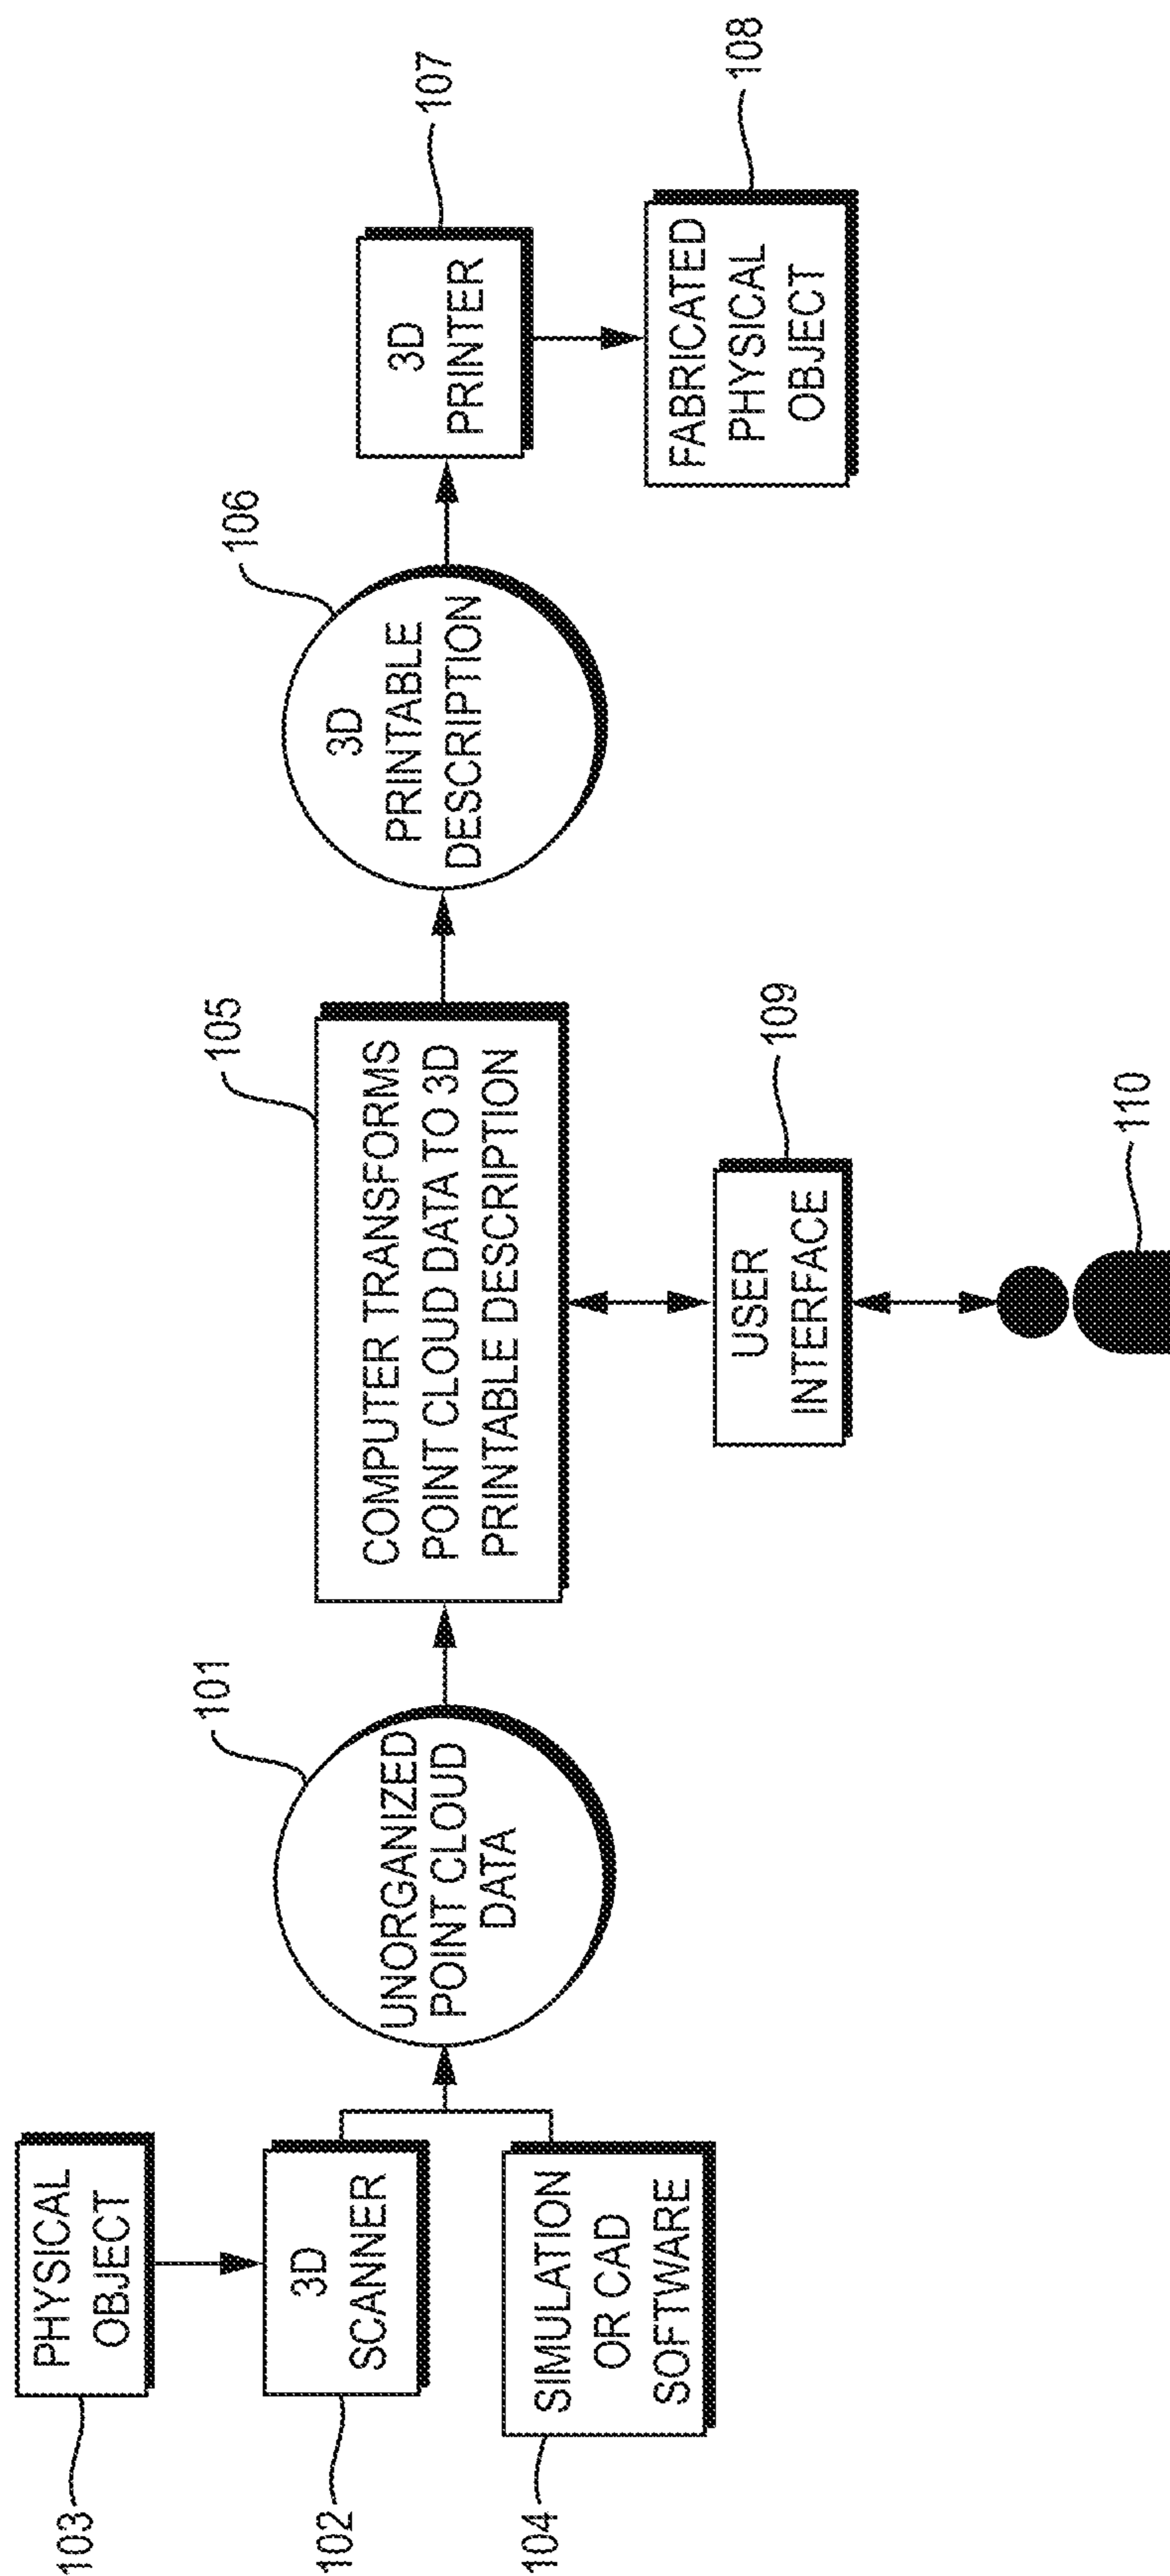 103
PHYSICAL
OBJECT
102
3D
SCANNER
104
SIMULATION
OR CAD
SOFTWARE
101
UNORGANIZED
POINT CLOUD
DATA
105
COMPUTER TRANSFORMS
POINT CLOUD DATA TO 3D
PRINTABLE DESCRIPTION
109
USER
INTERFACE
110
106
3D
PRINTABLE
DESCRIPTION
107
3D
PRINTER
108
FABRICATED
PHYSICAL
OBJECT